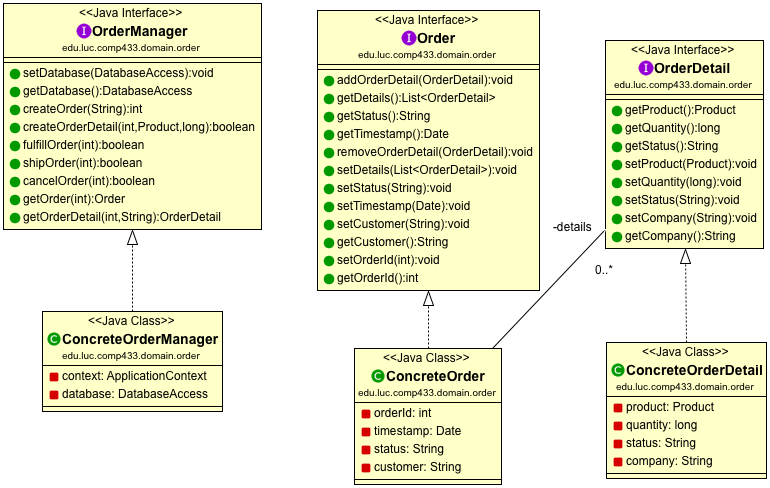 <<Java Interface>>
I OrderManager
edu.luc.comp433.domain.order
setDatabase(DatabaseAccess):void
getDatabase():DatabaseAccess
createOrder(String):int
createOrderDetail(int,Product,long):boolean
fulfillOrder(int):boolean
shipOrder(int):boolean
cancelOrder(int):boolean
getOrder(int):Order
getOrderDetail(int,String):OrderDetail
<<Java Interface>>
I Order
edu.luc.comp433.domain.order
addOrderDetail(OrderDetail):void
getDetails():List<OrderDetail>
getStatus():String
getTimestamp():Date
removeOrderDetail(OrderDetail):void
setDetails(List<OrderDetail>):void
setStatus(String):void
setTimestamp(Date):void
setCustomer(String):void
getCustomer():String
setOrderId(int):void
getOrderId():int
<<Java Interface>>
I OrderDetail
edu.luc.comp433.domain.order
getProduct():Product
getQuantity():long
getStatus():String
setProduct(Product):void
setQuantity(long):void
setStatus(String):void
setCompany(String):void
getCompany():String
-details
0..*
<<Java Class>>
C ConcreteOrderManager
edu.luc.comp433.domain.order
context: ApplicationContext
database: DatabaseAccess
<<Java Class>>
C ConcreteOrder
edu.luc.comp433.domain.order
orderId: int
timestamp: Date
status: String
customer: String
<<Java Class>>
C ConcreteOrderDetail
edu.luc.comp433.domain.order
product: Product
quantity: long
status: String
company: String